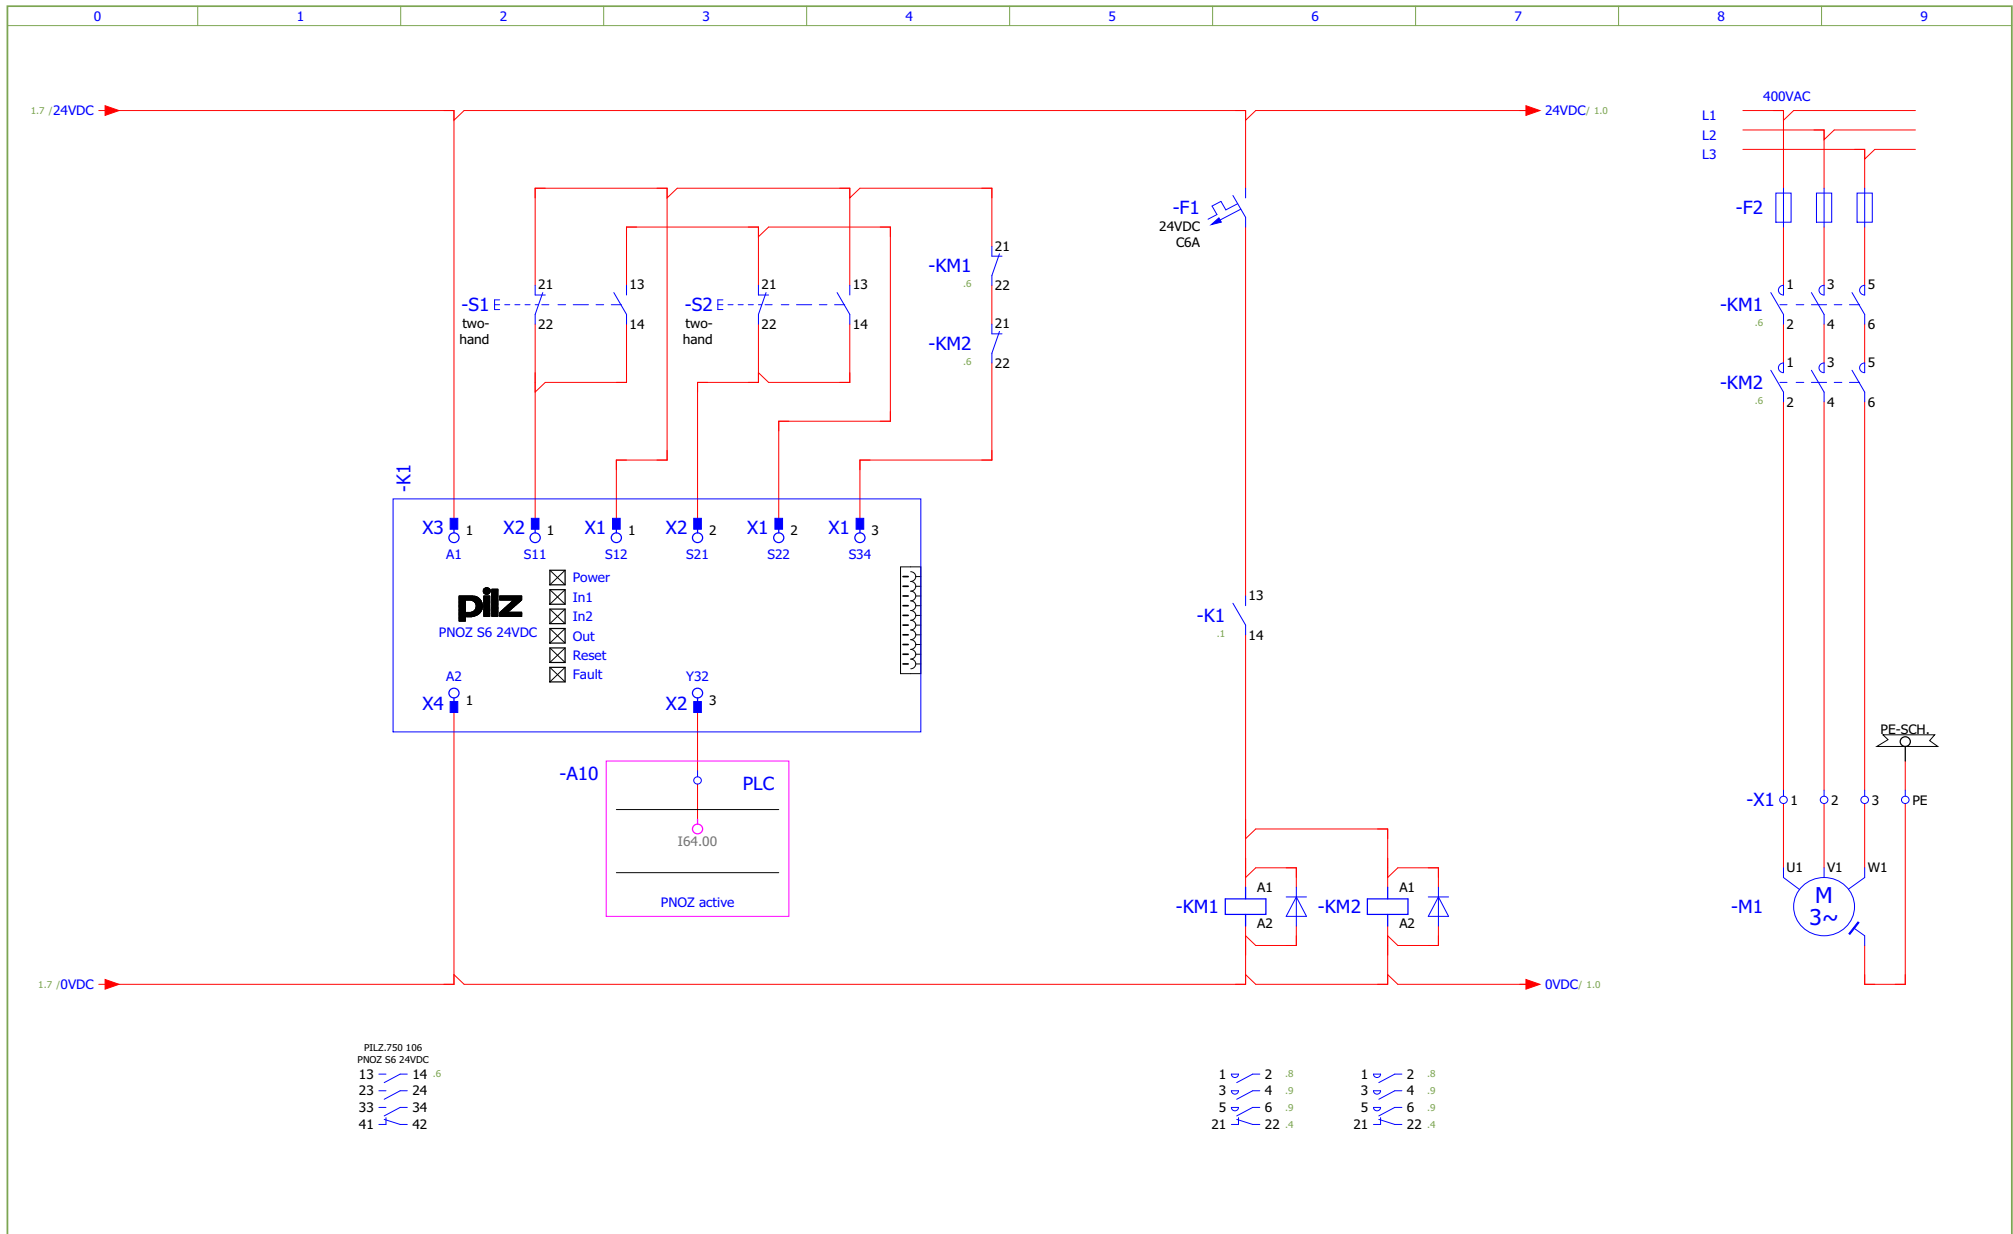 0 1 2 3 4 5 6 7 8 9
400VAC
1.7 /24VDC
24VDC/ 1.0
L1
L2
L3
-F1
24VDC
C6A
-F2
-S1
two-
hand
21
22
13
14
-S2
two-
hand
21
22
13
14
-KM1
.6
21
22
-KM2
.6
21
22
-KM1
.6
1 3 5
2 4 6
-KM2
.6
1 3 5
2 4 6
-K1
X3 1 X2 1 X1 1 X2 2 X1 2 X1 3
A1 S11 S12 S21 S22 S34
pilz
PNOZ S6 24VDC
Power
In1
In2
Out
Reset
Fault
A2 Y32
X4 1 X2 3
-K1
.1
13
14
-A10
PLC
I64.00
PNOZ active
PE-SCH.
-X1 1 2 3 PE
U1 V1 W1
-M1
M
3~
-KM1
A1
A2
-KM2
A1
A2
1.7 /0VDC
0VDC/ 1.0
PILZ.750 106
PNOZ S6 24VDC
13 14 .6
23 24
33 34
41 42
1 2 .8
3 4 .9
5 6 .9
21 22 .4
1 2 .8
3 4 .9
5 6 .9
21 22 .4